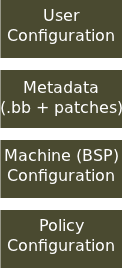 User
Configuration
Metadata
(.bb + patches)
Machine (BSP)
Configuration
Policy
Configuration